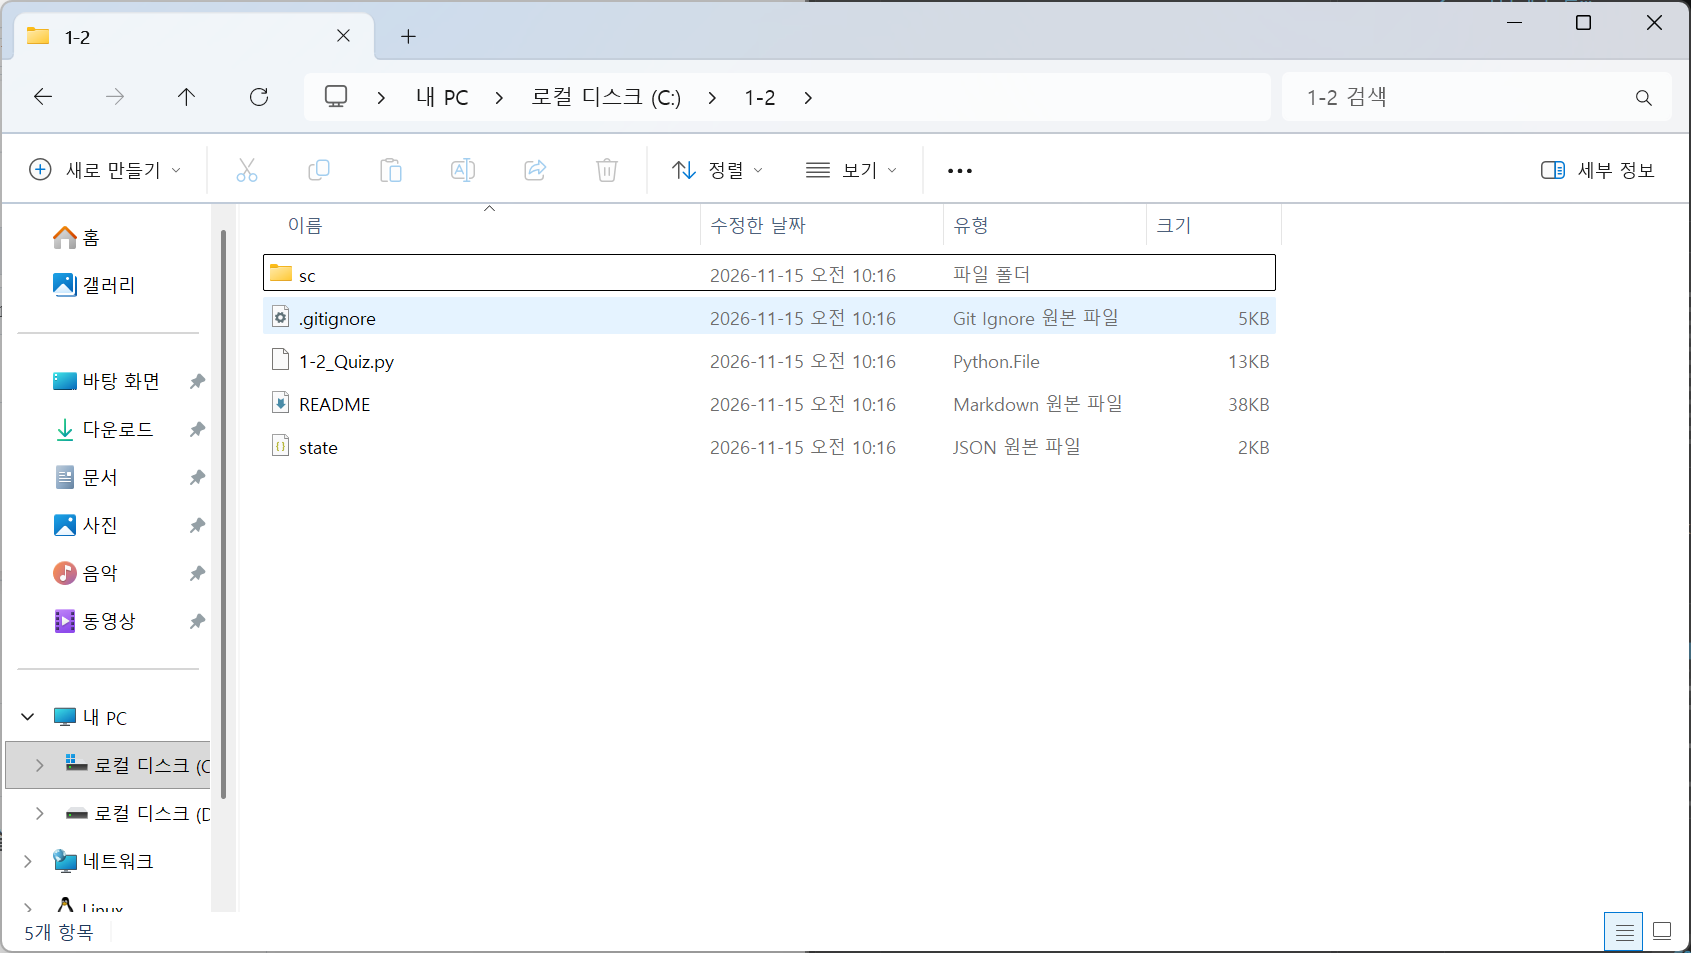 1-2
내 PC
로컬 디스크 (C:)
1-2
1-2 검색
새로 만들기
정렬
보기
세부 정보
홈
갤러리
바탕 화면
다운로드
문서
사진
음악
동영상
내 PC
로컬 디스크 (C
로컬 디스크 (D
네트워크
Linux
이름 수정한 날짜 유형 크기
sc 2026-11-15 오전 10:16 파일 폴더
.gitignore 2026-11-15 오전 10:16 Git Ignore 원본 파일 5KB
1-2_Quiz.py 2026-11-15 오전 10:16 Python.File 13KB
README 2026-11-15 오전 10:16 Markdown 원본 파일 38KB
state 2026-11-15 오전 10:16 JSON 원본 파일 2KB
5개 항목